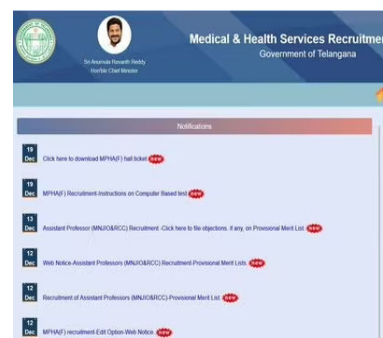 Medical & Health Services Recruitme
Government of Telangana
Sri Anumula Revanth Reddy
Hon'ble Chief Minister
Notifications
19 Dec Click here to download MPHA(F) hall ticket new
19 Dec MPHA(F) Recruitment-Instructions on Computer Based test new
13 Dec Assistant Professor (MNJIO&RCC) Recruitment -Click here to file objections, if any, on Provisional Merit List. new
12 Dec Web Notice-Assistant Professors (MNJIO&RCC) Recruitment-Provisional Merit Lists. new
12 Dec Recruitment of Assistant Professors (MNJIO&RCC)-Provisional Merit List new
12 Dec MPHA(F) recruitment-Edit Option-Web Notice. new